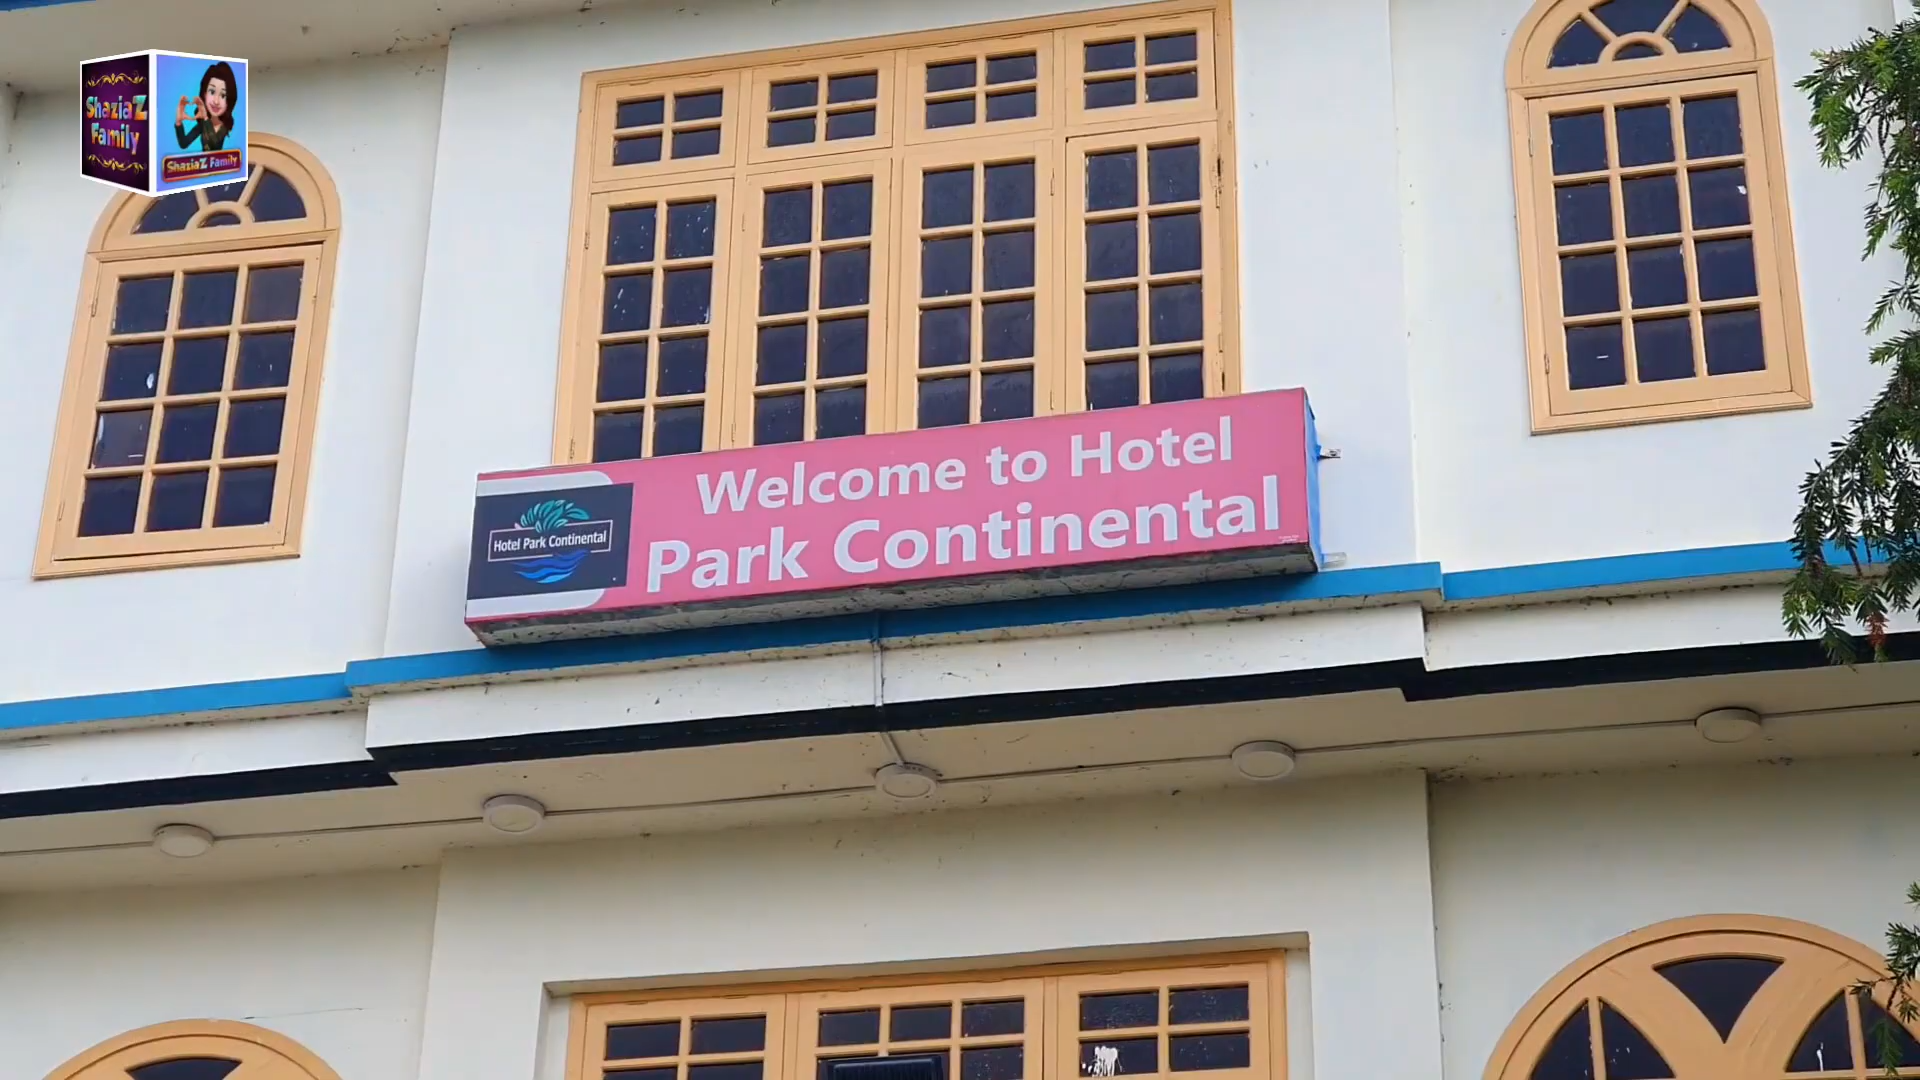 ShaziaZ
Family
ShaziaZ Family
Welcome to Hotel
Park Continental
Hotel Park Continental